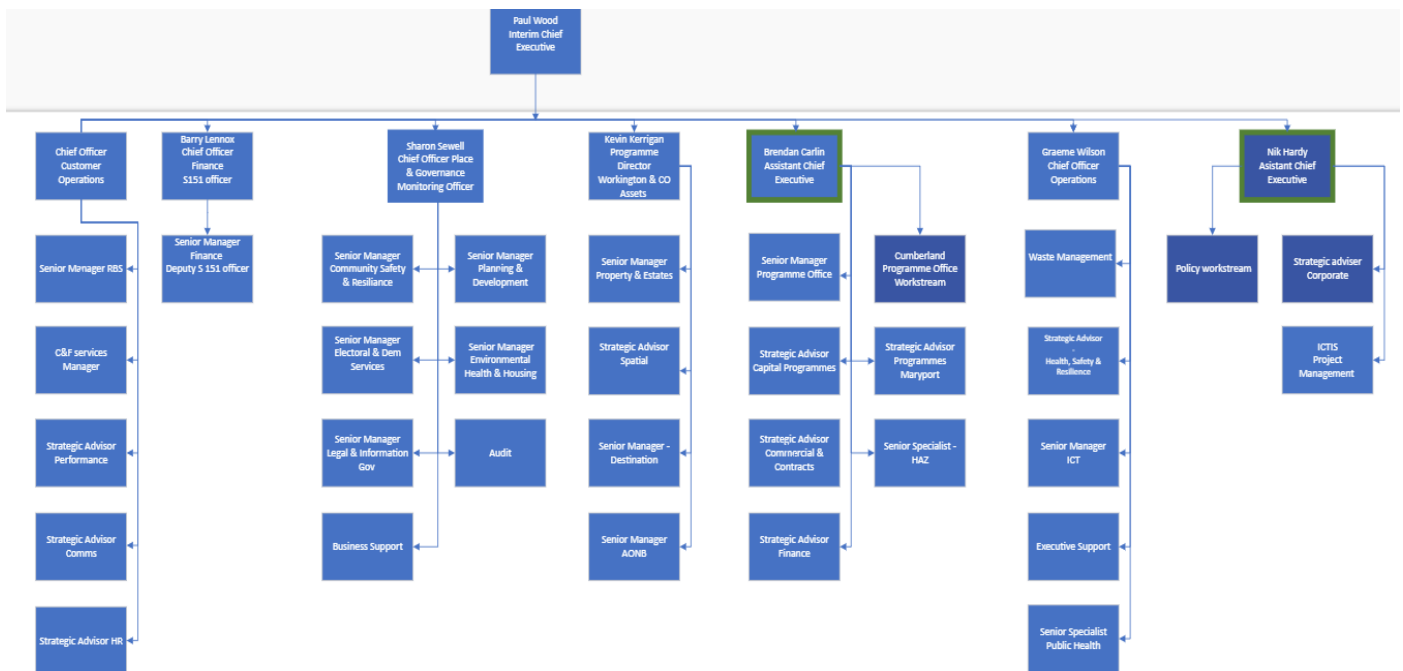 Paul Wood
Interim Chief
Executive
Chief Officer
Customer
Operations
Barry Lennox
Chief Officer
Finance
S151 officer
Sharon Sewell
Chief Officer Place
& Governance
Monitoring Officer
Kevin Kerrigan
Programme
Director
Workington & CO
Assets
Brendan Carlin
Assistant Chief
Executive
Graeme Wilson
Chief Officer
Operations
Nik Hardy
Asistant Chief
Executive
Senior Manager RBS
Senior Manager
Finance
Deputy S 151 officer
Senior Manager
Community Safety
& Resiliance
Senior Manager
Planning &
Development
Senior Manager
Property & Estates
Senior Manager
Programme Office
Cumberland
Programme Office
Workstream
Waste Management
Policy workstream
Strategic adviser
Corporate
C&F services
Manager
Senior Manager
Electoral & Dem
Services
Senior Manager
Environmental
Health & Housing
Strategic Advisor
Spatial
Strategic Advisor
Capital Programmes
Strategic Advisor
Programmes
Maryport
Strategic Advisor
-
Health, Safety &
Resilience
ICTIS
Project
Management
Strategic Advisor
Performance
Senior Manager
Legal & Information
Gov
Audit
Senior Manager -
Destination
Strategic Advisor
Commercial &
Contracts
Senior Specialist -
HAZ
Senior Manager
ICT
Strategic Advisor
Comms
Business Support
Senior Manager
AONB
Strategic Advisor
Finance
Executive Support
Strategic Advisor HR
Senior Specialist
Public Health